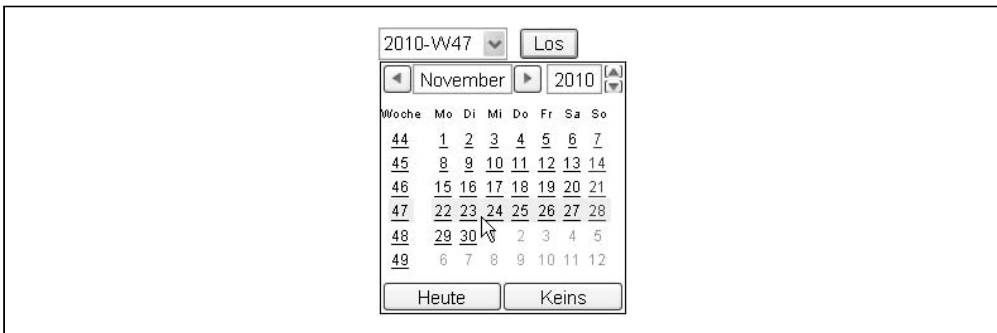 2010-W47 Los
November 2010
Woche Mo Di Mi Do Fr Sa So
44 1 2 3 4 5 6 7
45 8 9 10 11 12 13 14
46 15 16 17 18 19 20 21
47 22 23 24 25 26 27 28
48 29 30 2 3 4 5
49 6 7 8 9 10 11 12
Heute Keins